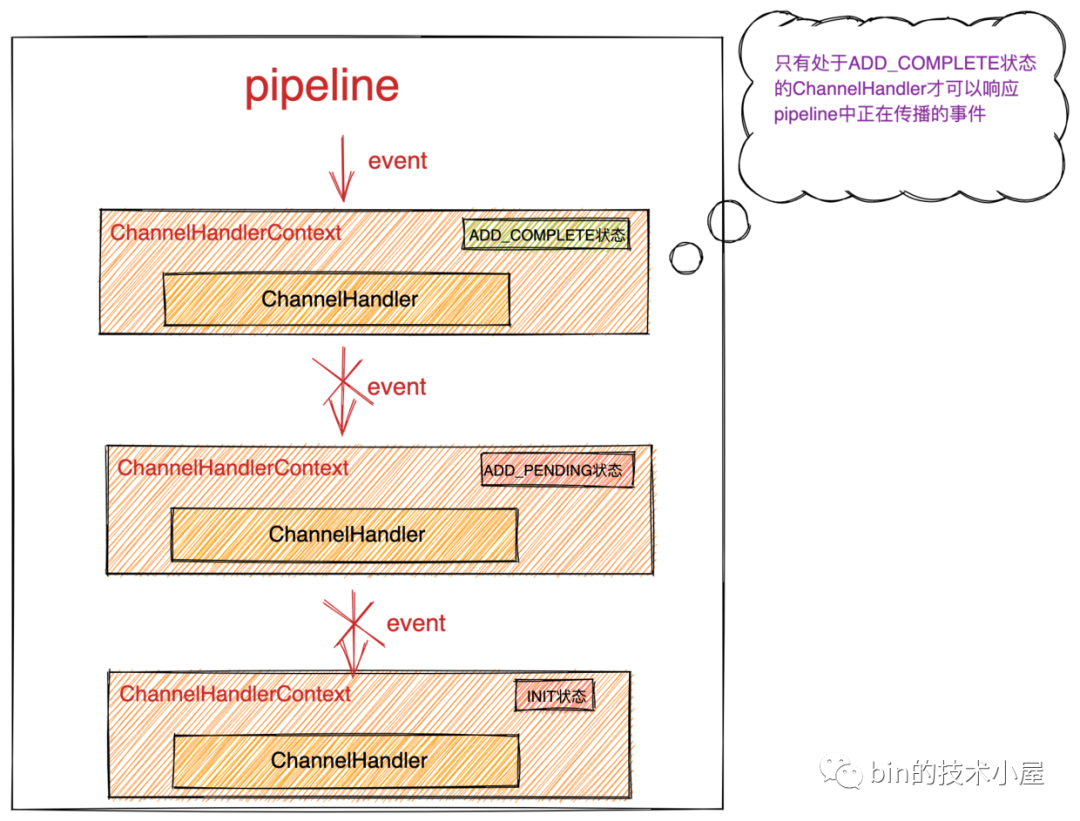 pipeline
只有处于ADD_COMPLETE状态
的ChannelHandler才可以响应
pipeline中正在传播的事件
event
ChannelHandlerContext
ADD_COMPLETE状态
ChannelHandler
event
ChannelHandlerContext
ADD_PENDING状态
ChannelHandler
event
ChannelHandlerContext
INIT状态
ChannelHandler
bin的技术小屋